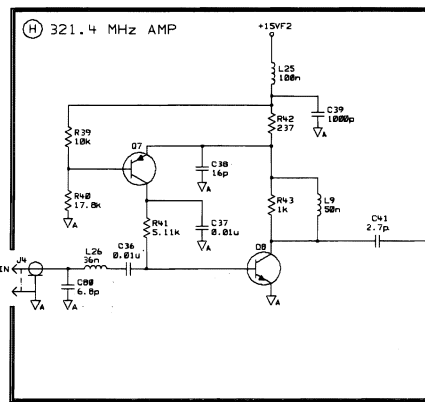 H 321.4 MHz AMP
+15VF2
L25
100n
C39
1000p
R39
10k
R42
237
Q7
C38
16p
R40
17.8k
R43
1k
L9
50n
R41
5.11k
C37
0.01u
C41
2.7p
Q8
IN
J4
L26
36n
C36
0.01u
C80
6.8p
A
A
A
A
A
A
A